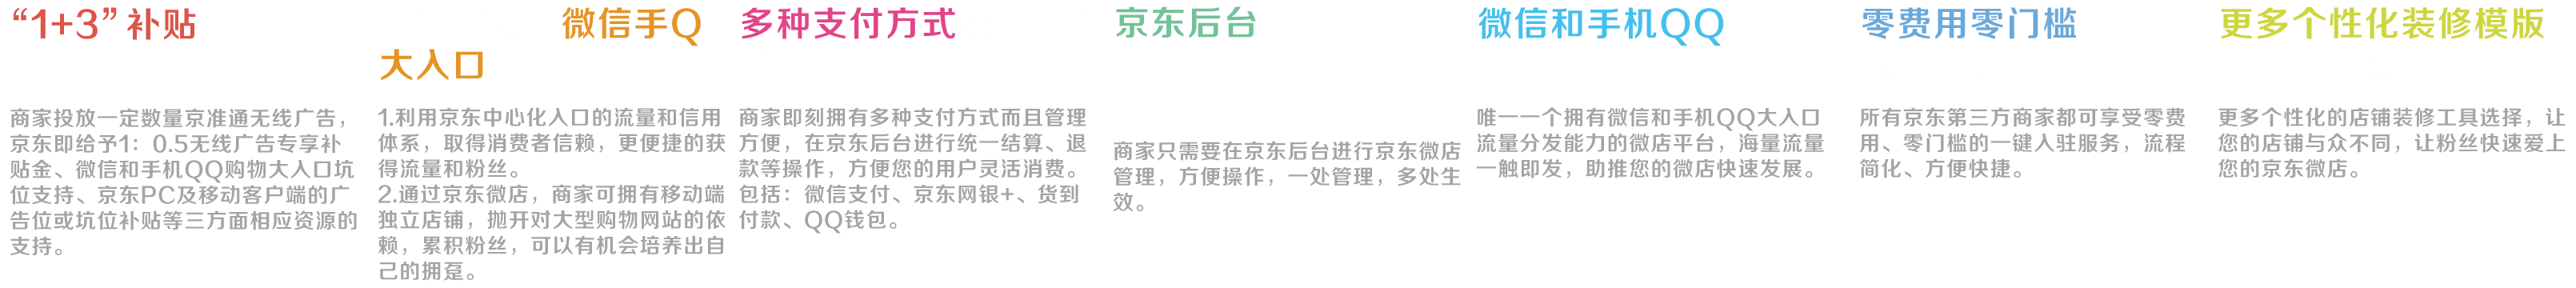 “1+3”补贴
商家投放一定数量京准通无线广告，
京东即给予1：0.5无线广告专享补
贴金、微信和手机QQ购物大入口坑
位支持、京东PC及移动客户端的广
告位或坑位补贴等三方面相应资源的
支持。
微信手Q
大入口
1.利用京东中心化入口的流量和信用
体系，取得消费者信赖，更便捷的获
得流量和粉丝。
2.通过京东微店，商家可拥有移动端
独立店铺，抛开对大型购物网站的依
赖，累积粉丝，可以有机会培养出自
己的拥趸。
多种支付方式
商家即刻拥有多种支付方式而且管理
方便，在京东后台进行统一结算、退
款等操作，方便您的用户灵活消费。
包括：微信支付、京东网银+、货到
付款、QQ钱包。
京东后台
商家只需要在京东后台进行京东微店
管理，方便操作，一处管理，多处生
效。
微信和手机QQ
唯一一个拥有微信和手机QQ大入口
流量分发能力的微店平台，海量流量
一触即发，助推您的微店快速发展。
零费用零门槛
所有京东第三方商家都可享受零费
用、零门槛的一键入驻服务，流程
简化、方便快捷。
更多个性化装修模版
更多个性化的店铺装修工具选择，让
您的店铺与众不同，让粉丝快速爱上
您的京东微店。